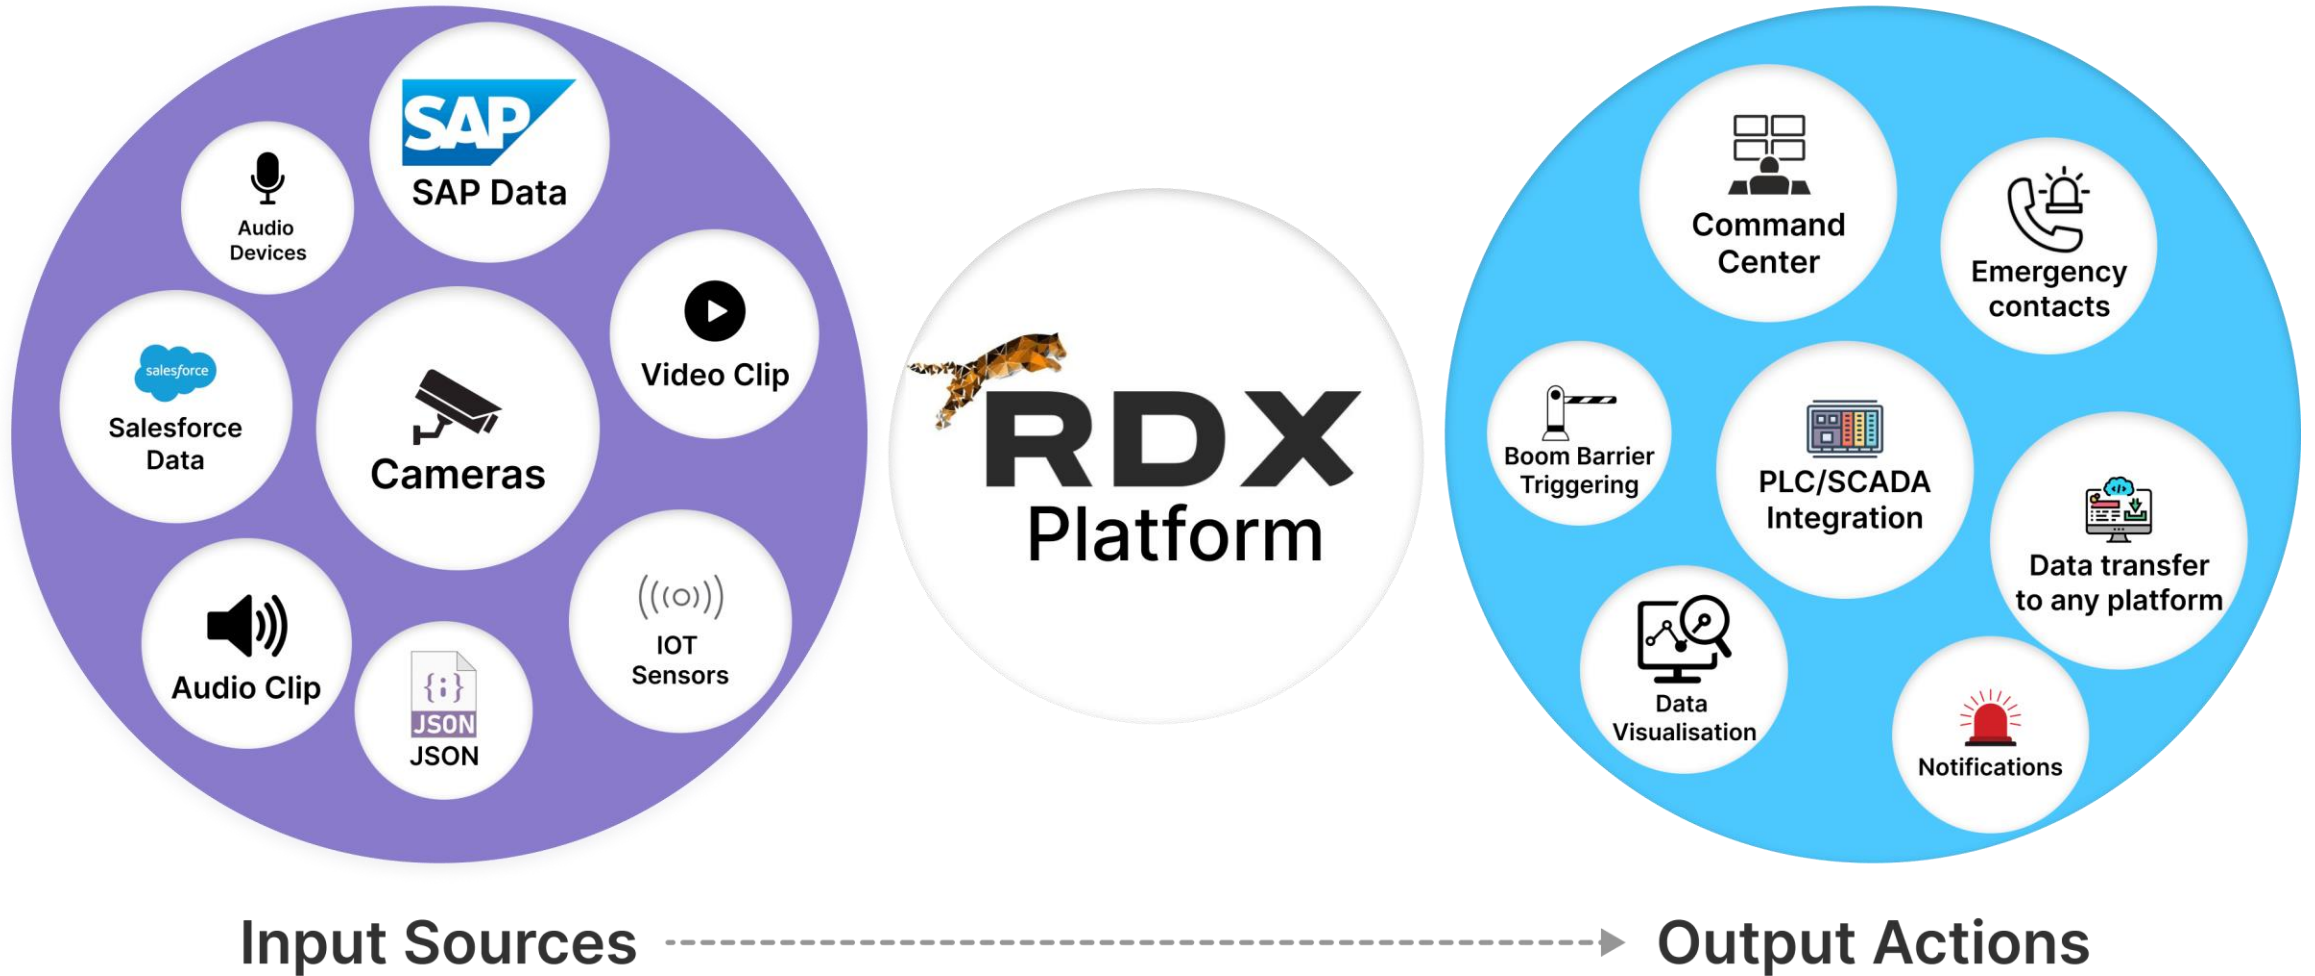 SAP
SAP Data
Audio
Devices
Video Clip
salesforce
Salesforce
Data
Cameras
IOT
Sensors
Audio Clip
{;}
JSON
JSON
RDX
Platform
Command
Center
Emergency
contacts
Boom Barrier
Triggering
PLC/SCADA
Integration
Data transfer
to any platform
Data
Visualisation
Notifications
Input Sources
Output Actions